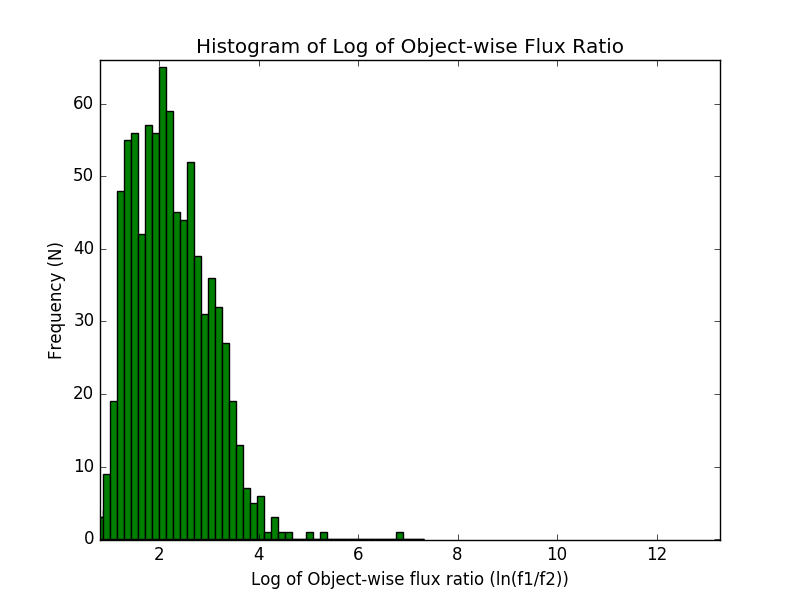 Histogram of Log of Object-wise Flux Ratio
60
50
40
30
20
10
0
Frequency (N)
2 4 6 8 10 12
Log of Object-wise flux ratio (ln(f1/f2))